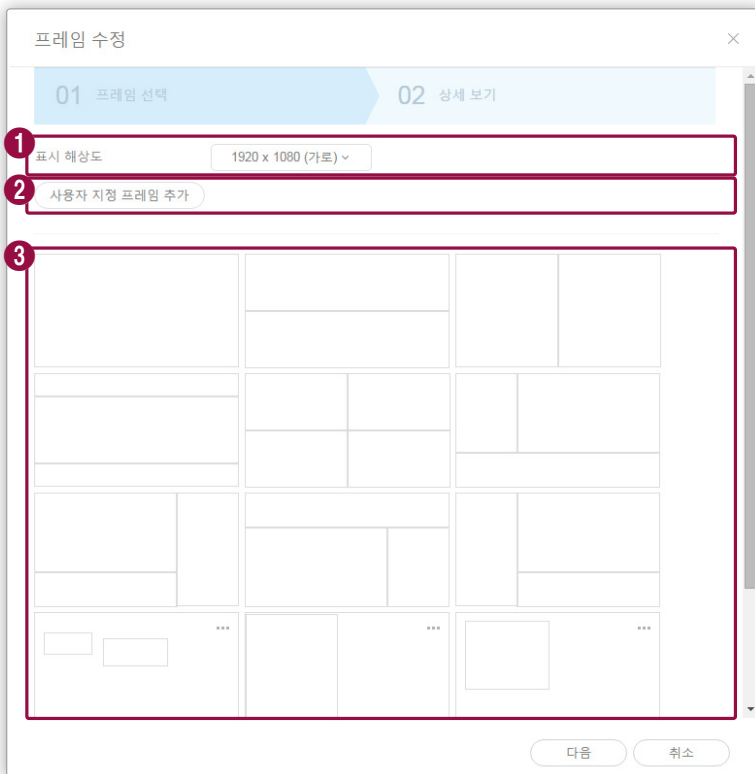 프레임 수정
01 프레임 선택
02 상세 보기
1
표시 해상도
1920 x 1080 (가로)
2
사용자 지정 프레임 추가
3
다음
취소